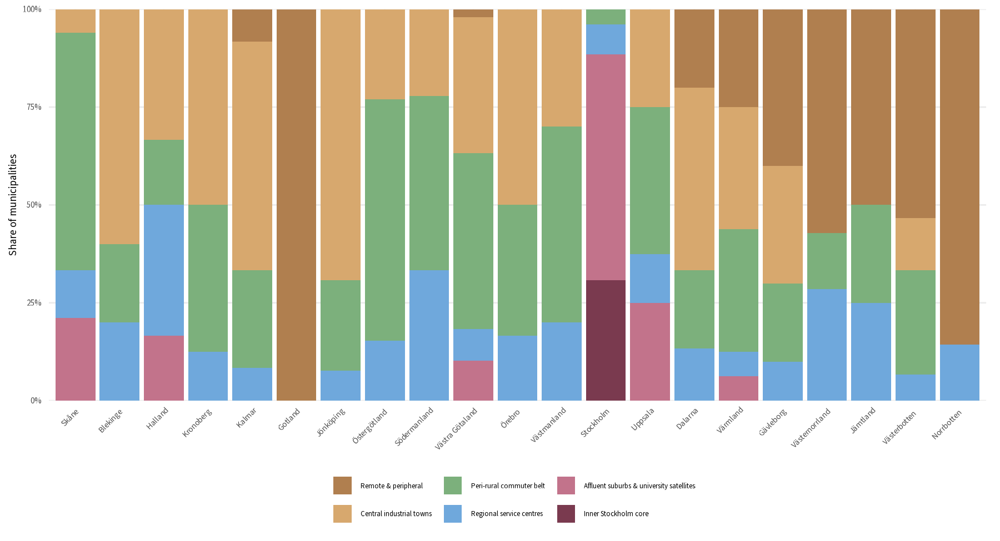 100%
75%
50%
25%
0%
Share of municipalities
Skåne
Blekinge
Halland
Kronoberg
Kalmar
Gotland
Jönköping
Östergötland
Södermanland
Västra Götaland
Örebro
Västmanland
Stockholm
Uppsala
Dalarna
Värmland
Gävleborg
Västernorrland
Jämtland
Västerbotten
Norrbotten
Remote & peripheral
Peri-rural commuter belt
Affluent suburbs & university satellites
Central industrial towns
Regional service centres
Inner Stockholm core